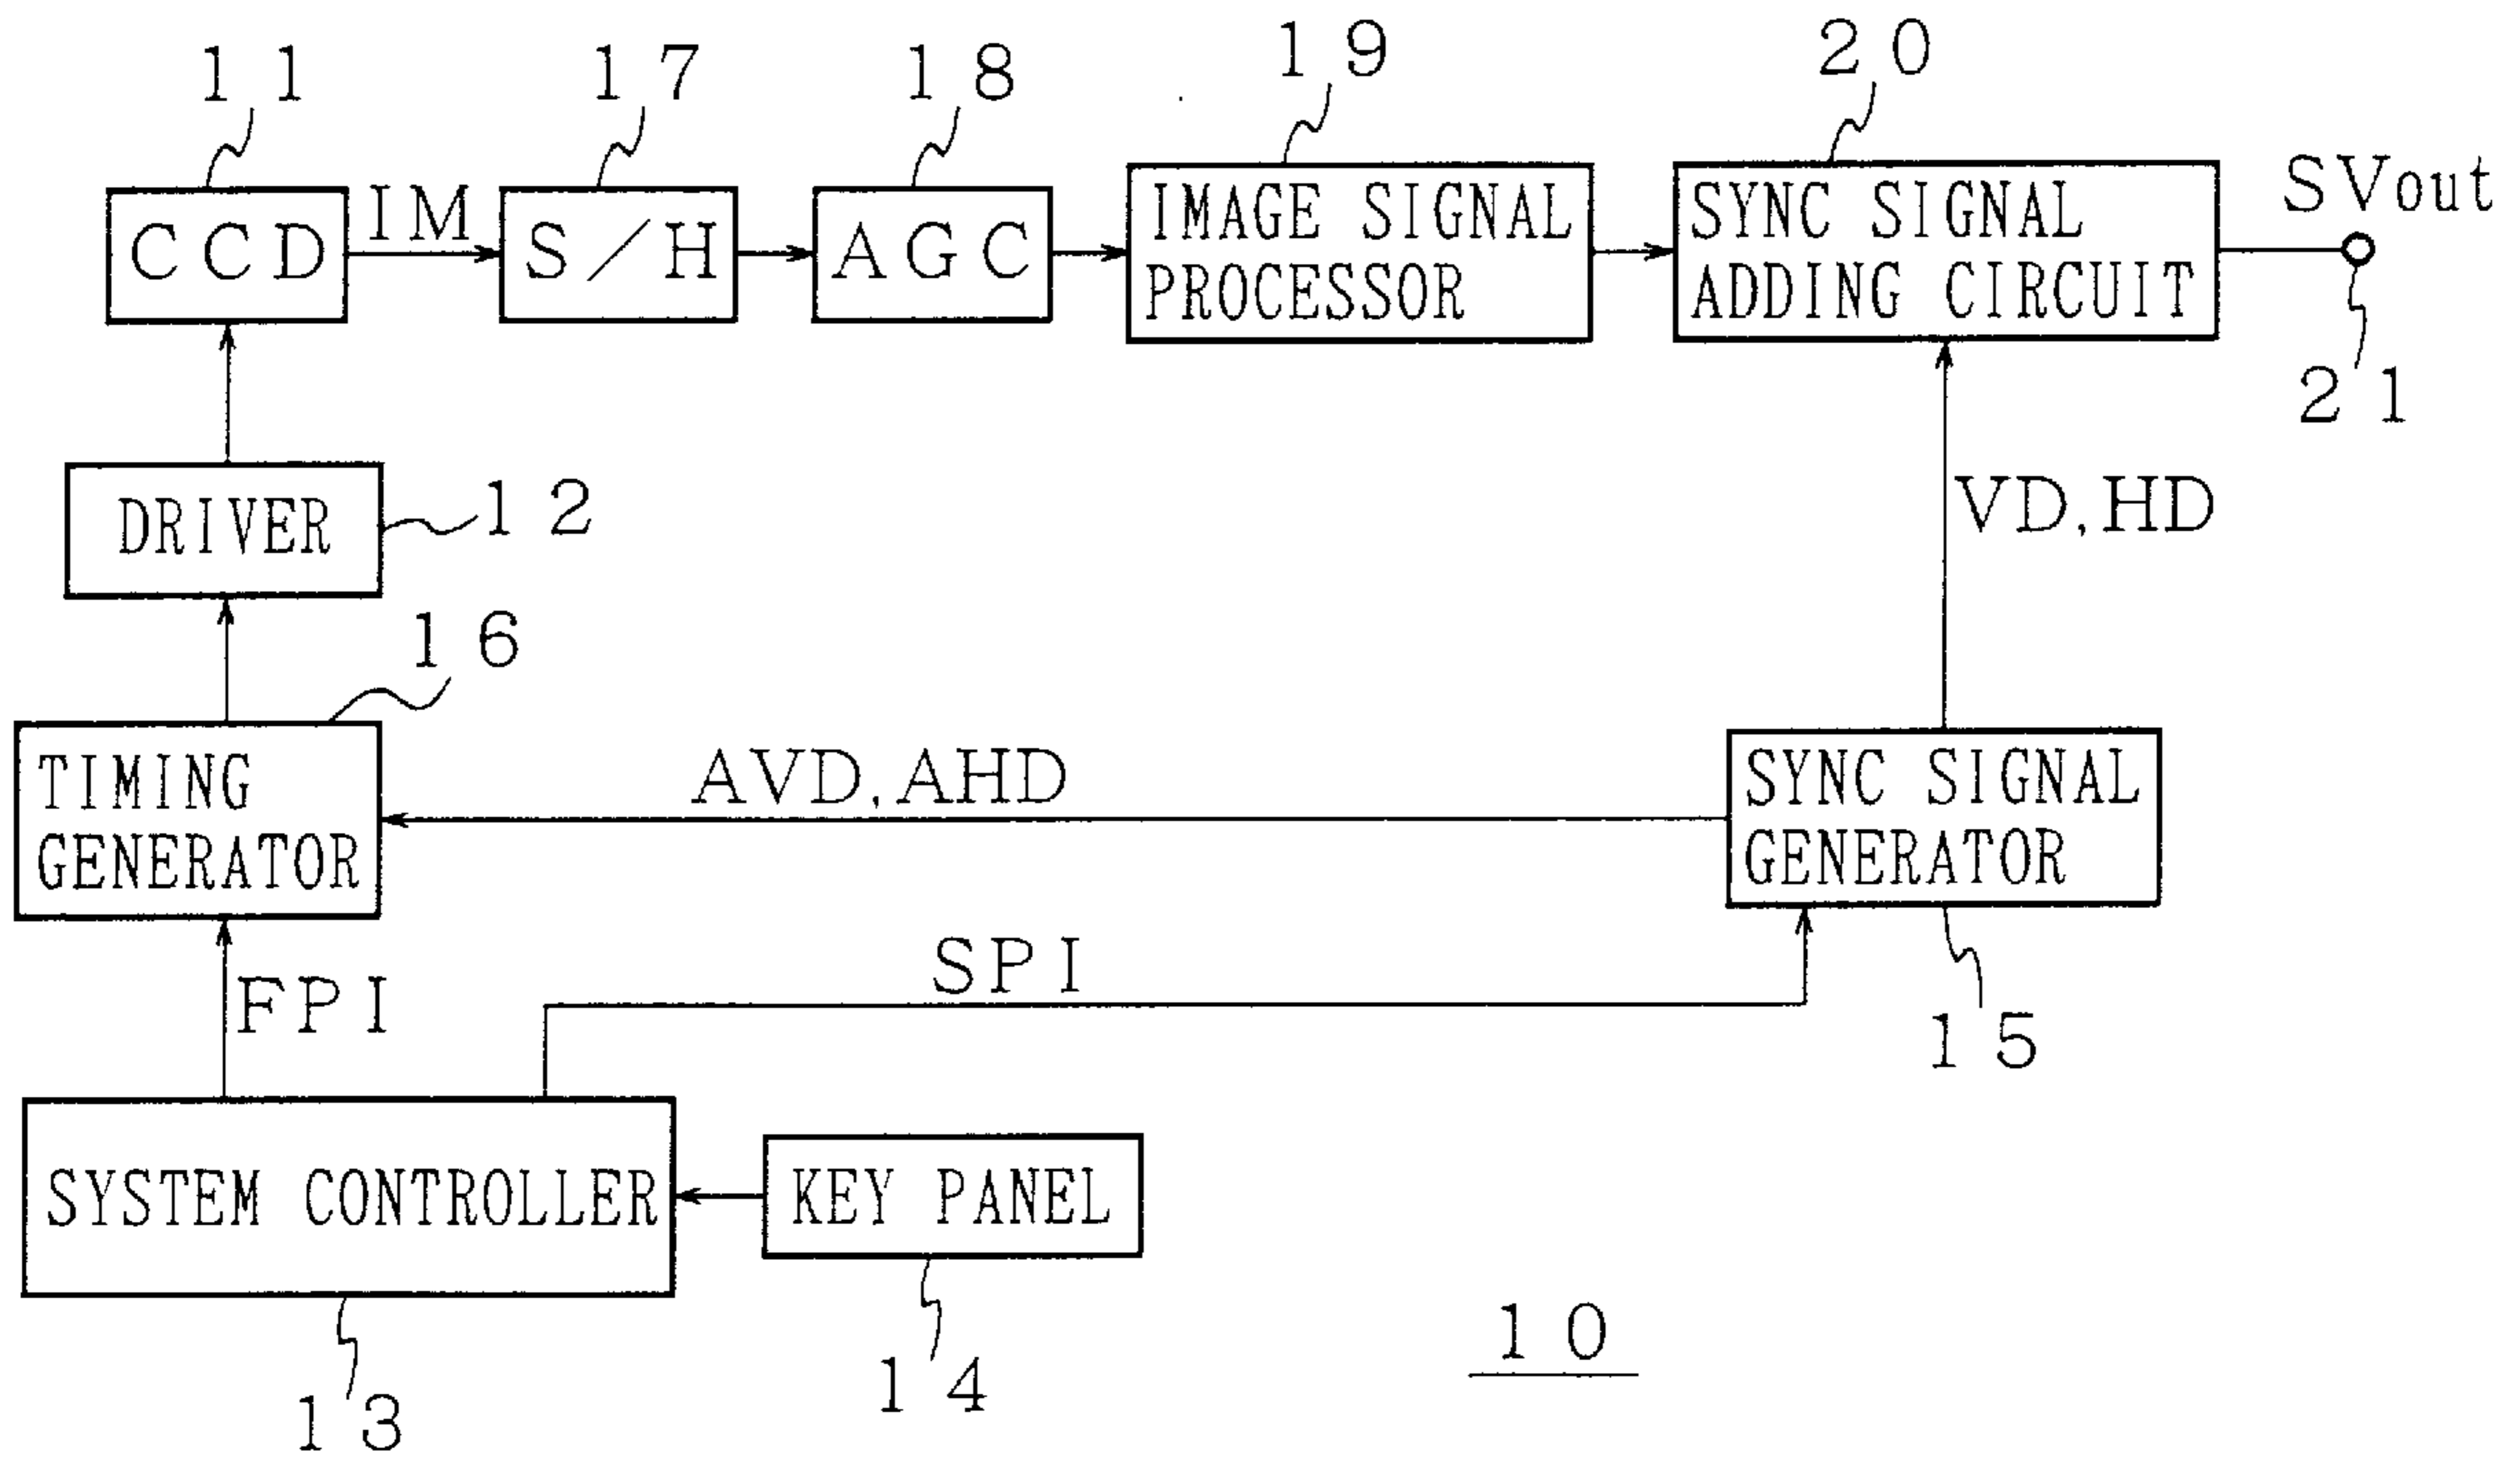 11
17
18
19
20
CCD
IM
S/H
AGC
IMAGE SIGNAL
PROCESSOR
SYNC SIGNAL
ADDING CIRCUIT
SVout
21
DRIVER
12
VD,HD
16
TIMING
GENERATOR
AVD,AHD
SYNC SIGNAL
GENERATOR
FPI
SPI
15
SYSTEM CONTROLLER
KEY PANEL
13
14
10